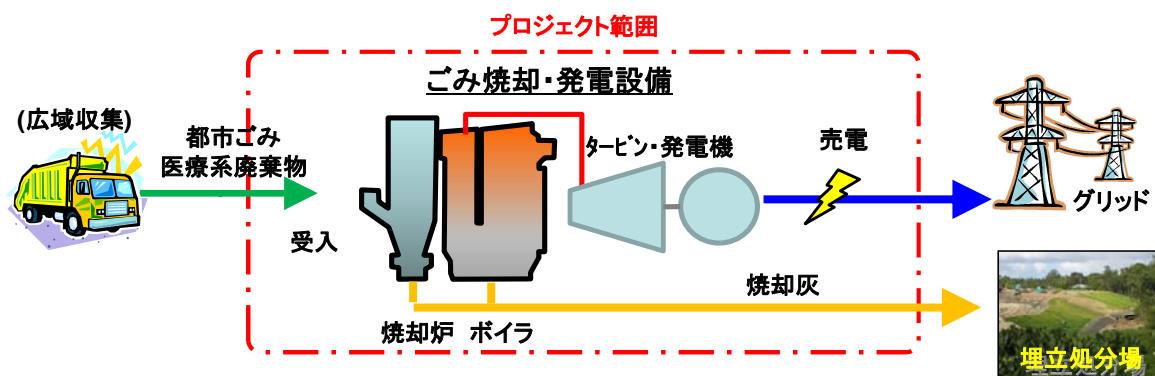 プロジェクト範囲
ごみ焼却・発電設備
(広域収集)
都市ごみ
医療系廃棄物
タービン・発電機
売電
グリッド
受入
焼却灰
焼却炉 ボイラ
埋立処分場